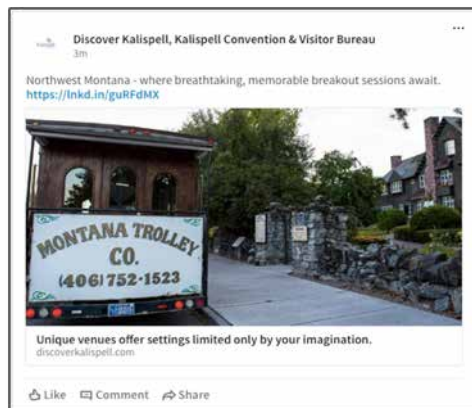 Discover Kalispell, Kalispell Convention & Visitor Bureau
3m
Northwest Montana - where breathtaking, memorable breakout sessions await.
https://lnkd.in/guRFdMX
MONTANA TROLLEY
CO.
(406)752-1523
Unique venues offer settings limited only by your imagination.
discoverkalispell.com
Like Comment Share